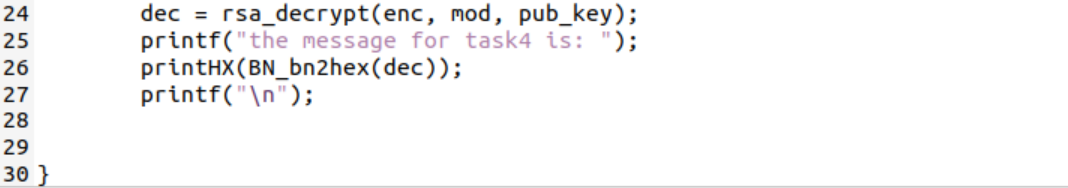 24         dec = rsa_decrypt(enc, mod, pub_key);
25         printf("the message for task4 is: ");
26         printHX(BN_bn2hex(dec));
27         printf("\n");
28
29
30 }